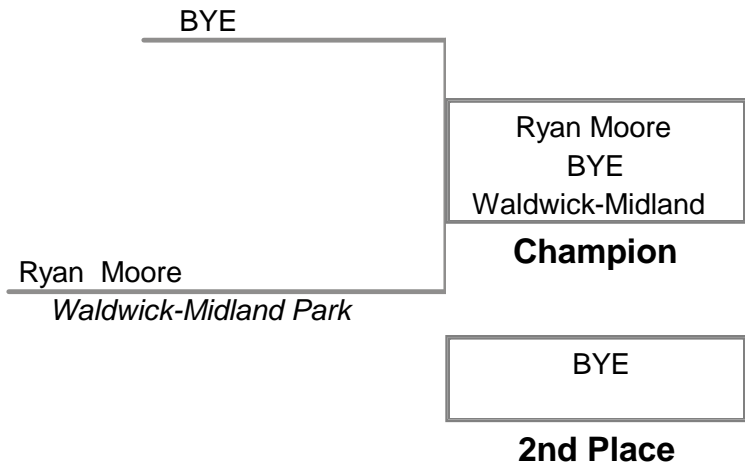 BYE
Ryan Moore
BYE
Waldwick-Midland
Champion
Ryan Moore
Waldwick-Midland Park
BYE
2nd Place